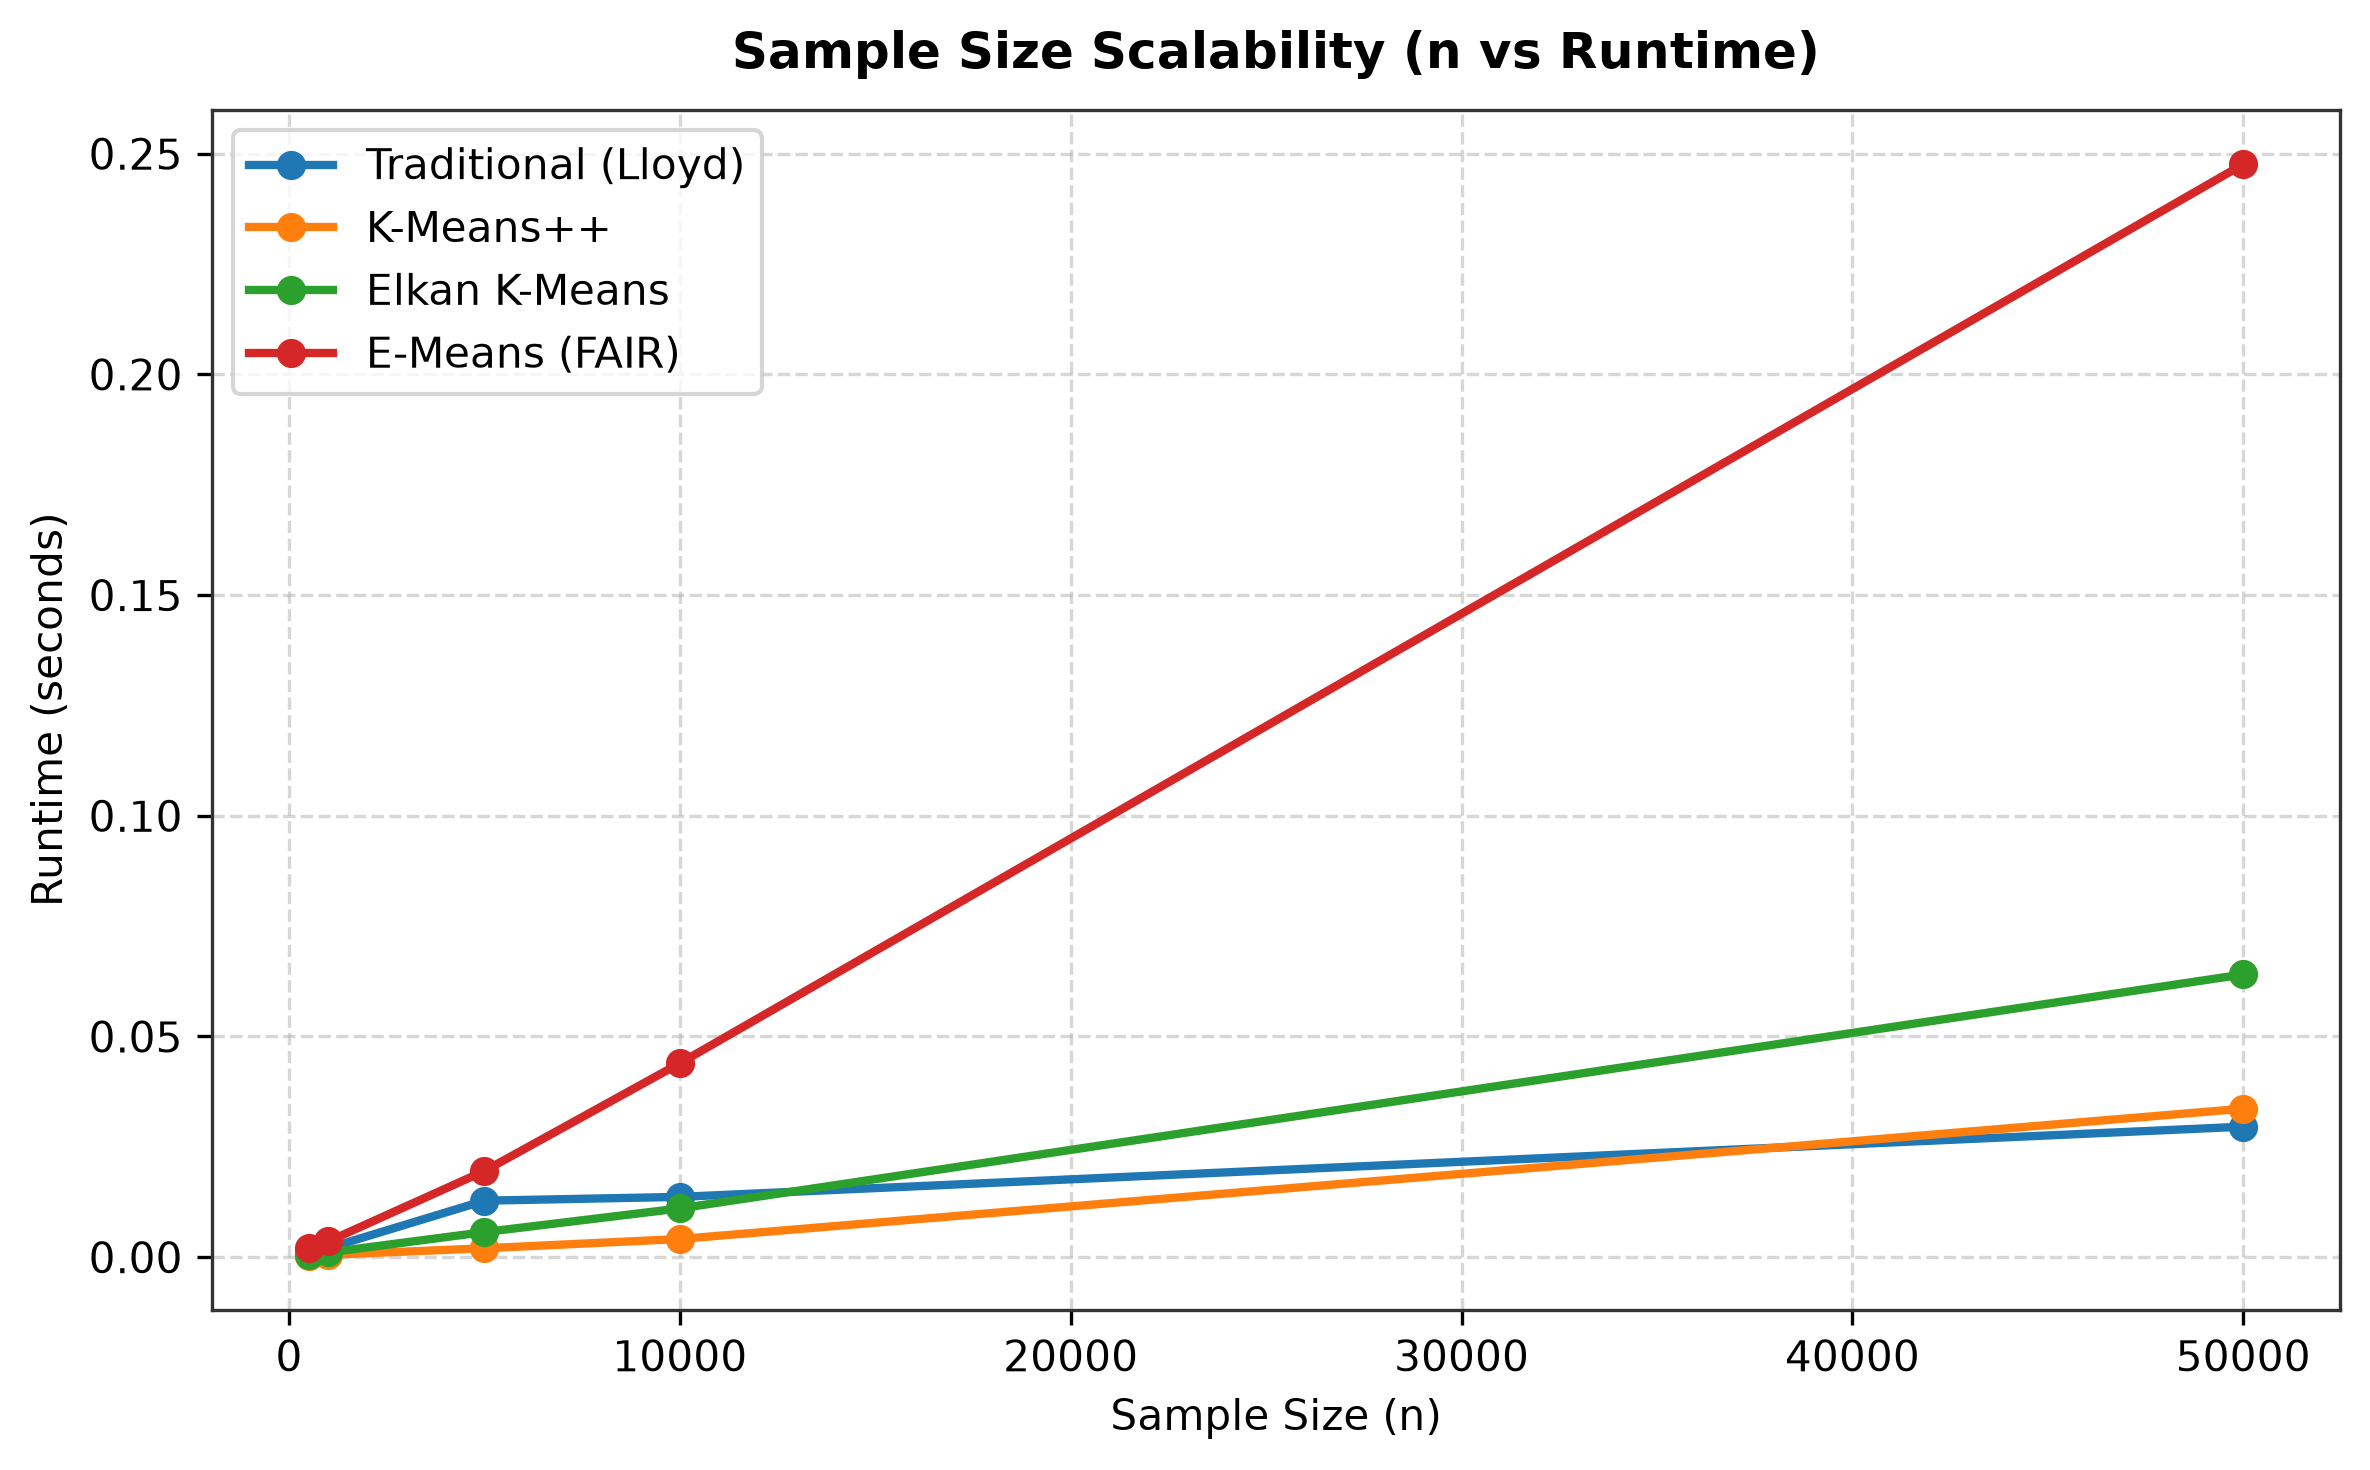 Sample Size Scalability (n vs Runtime)
Traditional (Lloyd)
K-Means++
Elkan K-Means
E-Means (FAIR)
Runtime (seconds)
0.25
0.20
0.15
0.10
0.05
0.00
0 10000 20000 30000 40000 50000
Sample Size (n)